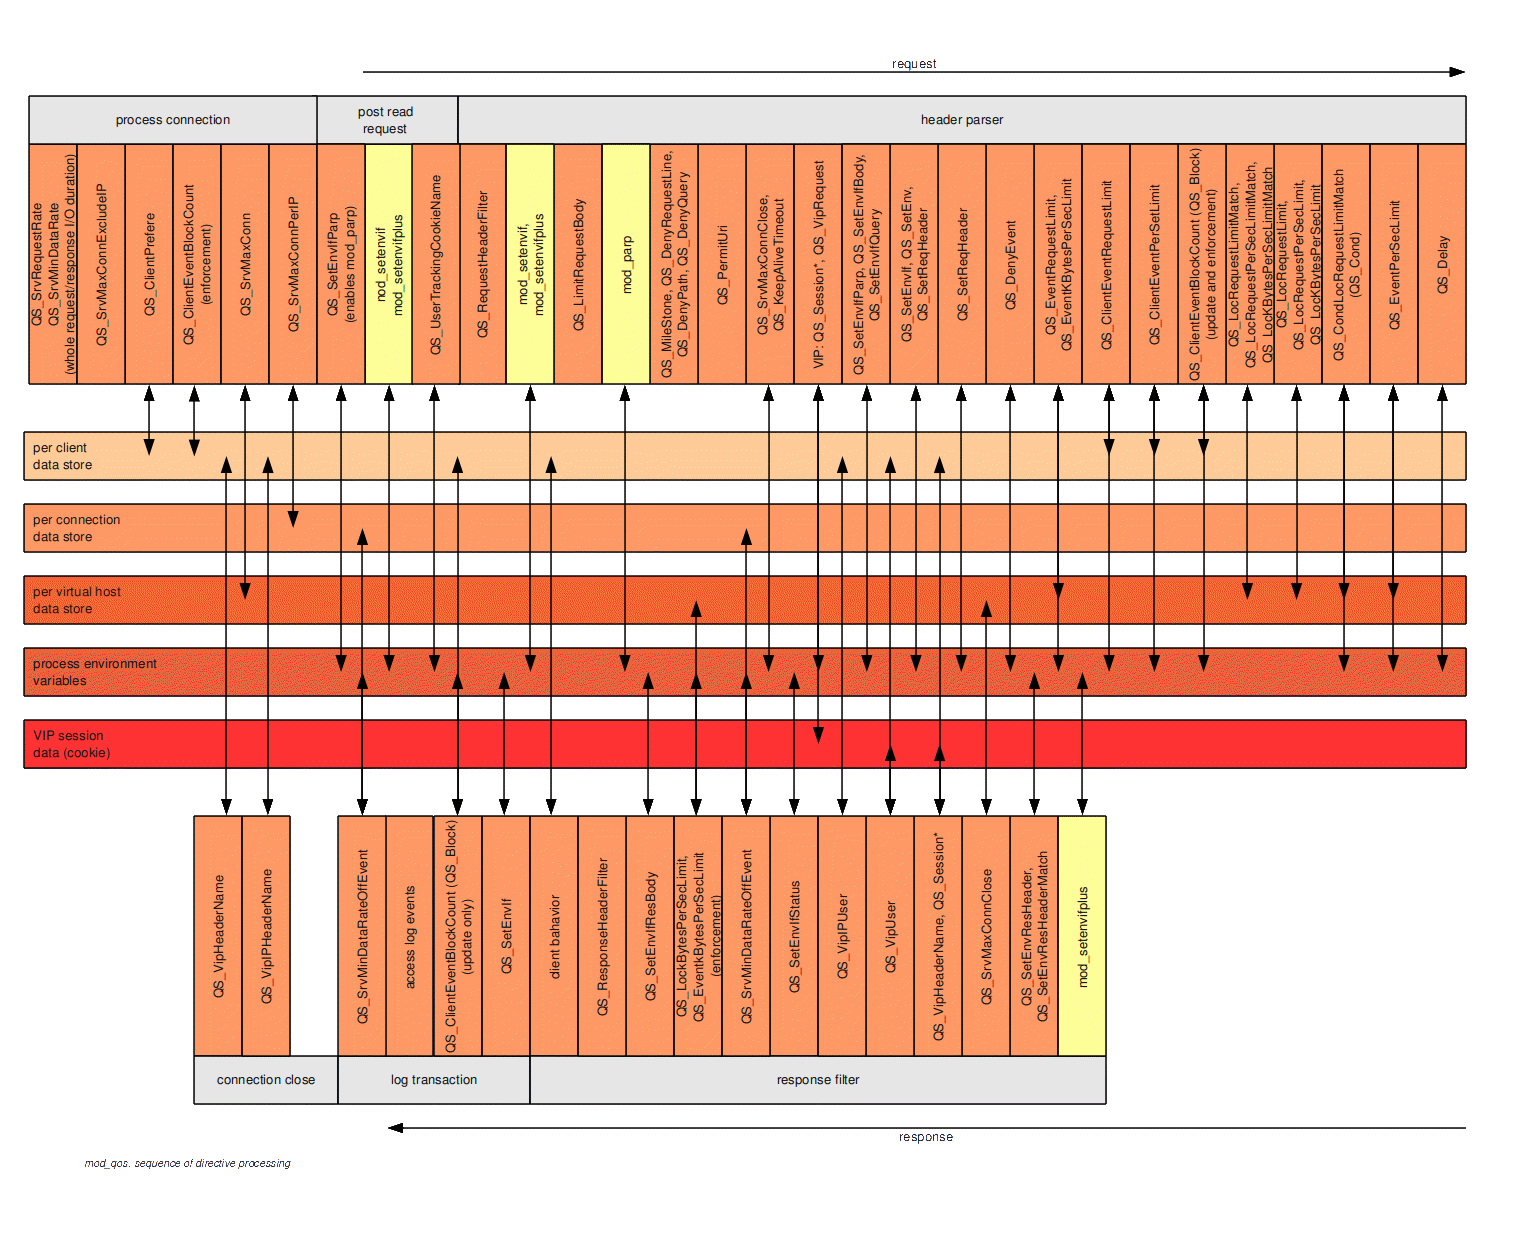 request
process connection
post read
request
header parser
QS_SrvRequestRate
QS_SrvMinDataRate
(whole request/response I/O duration)
QS_SrvMaxConnExcludeIP
QS_ClientPrefere
QS_ClientEventBlockCount
(enforcement)
QS_SrvMaxConn
QS_SrvMaxConnPerIP
QS_SetEnvIfParp
(enables mod_parp)
nod_setenvif
mod_setenvifplus
QS_UserTrackingCookieName
QS_RequestHeaderFilter
mod_setenvif,
mod_setenvifplus
QS_LimitRequestBody
mod_parp
QS_MileStone, QS_DenyRequestLine,
QS_DenyPath, QS_DenyQuery
QS_PermitUri
QS_SrvMaxConnClose,
QS_KeepAliveTimeout
VIP: QS_Session*, QS_VipRequest
QS_SetEnvIfParp, QS_SetEnvIfBody,
QS_SetEnvIfQuery
QS_SetEnvIf, QS_SetEnv,
QS_SetReqHeader
QS_SetReqHeader
QS_DenyEvent
QS_EventRequestLimit,
QS_EventKBytesPerSecLimit
QS_ClientEventRequestLimit
QS_ClientEventPerSetLimit
QS_ClientEventBlockCount (QS_Block)
(update and enforcement)
QS_LocRequestLimitMatch,
QS_LocRequestPerSecLimitMatch,
QS_LocKBytesPerSecLimitMatch
QS_LocRequestLimit,
QS_LocRequestPerSecLimit,
QS_LocKBytesPerSecLimit
QS_CondLocRequestLimitMatch
(QS_Cond)
QS_EventPerSecLimit
QS_Delay
per client
data store
per connection
data store
per virtual host
data store
process environment
variables
VIP session
data (cookie)
QS_VipHeaderName
QS_VipIPHeaderName
QS_SrvMinDataRateOffEvent
access log events
QS_ClientEventBlockCount (QS_Block)
(update only)
QS_SetEnvIf
dient bahavior
QS_ResponseHeaderFilter
QS_SetEnvIfResBody
QS_LockBytesPerSecLimit,
QS_EventkBytesPerSecLimit
(enforcement)
QS_SrvMinDataRateOffEvent
QS_SetEnvIfStatus
QS_VipIPUser
QS_VipUser
QS_VipHeaderName, QS_Session*
QS_SrvMaxConnClose
QS_SetEnvResHeader,
QS_SetEnvResHeaderMatch
mod_setenvifplus
connection close
log transaction
response filter
response
mod_qos. sequence of directive processing